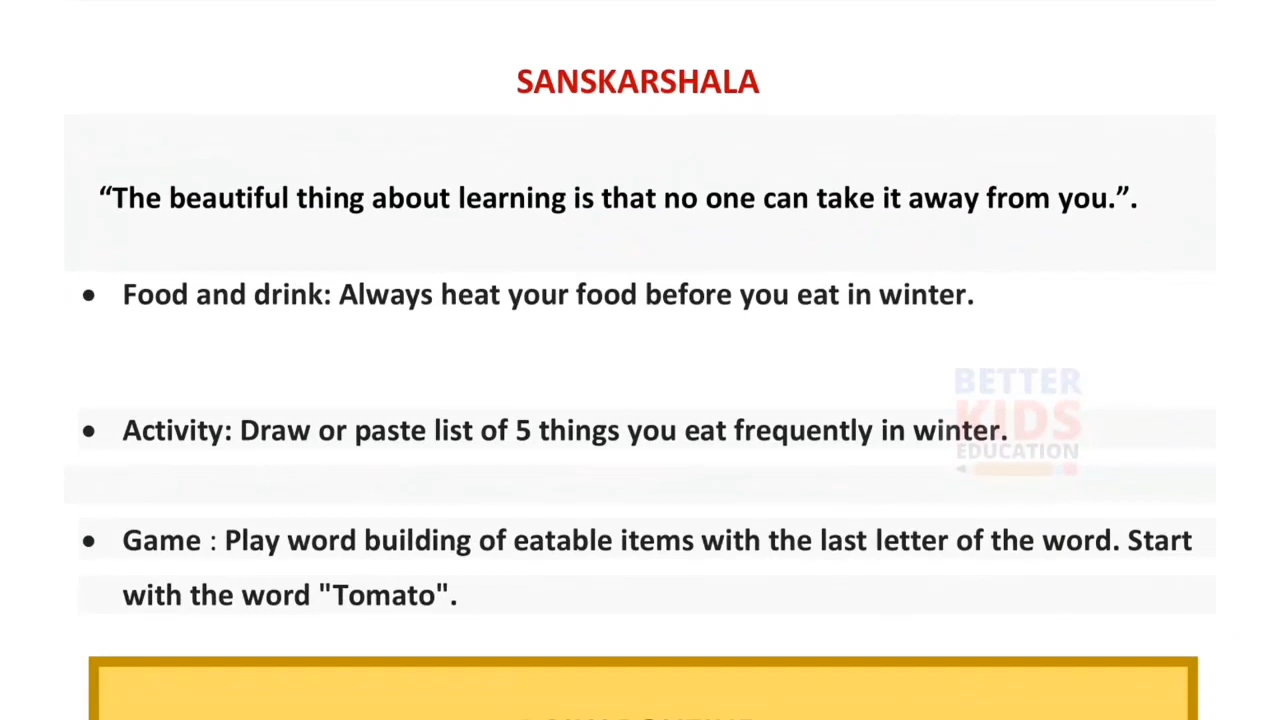 SANSKARSHALA
“The beautiful thing about learning is that no one can take it away from you.”.
• Food and drink: Always heat your food before you eat in winter.
BETTER
KIDS
EDUCATION
• Activity: Draw or paste list of 5 things you eat frequently in winter.
• Game : Play word building of eatable items with the last letter of the word. Start
with the word "Tomato".